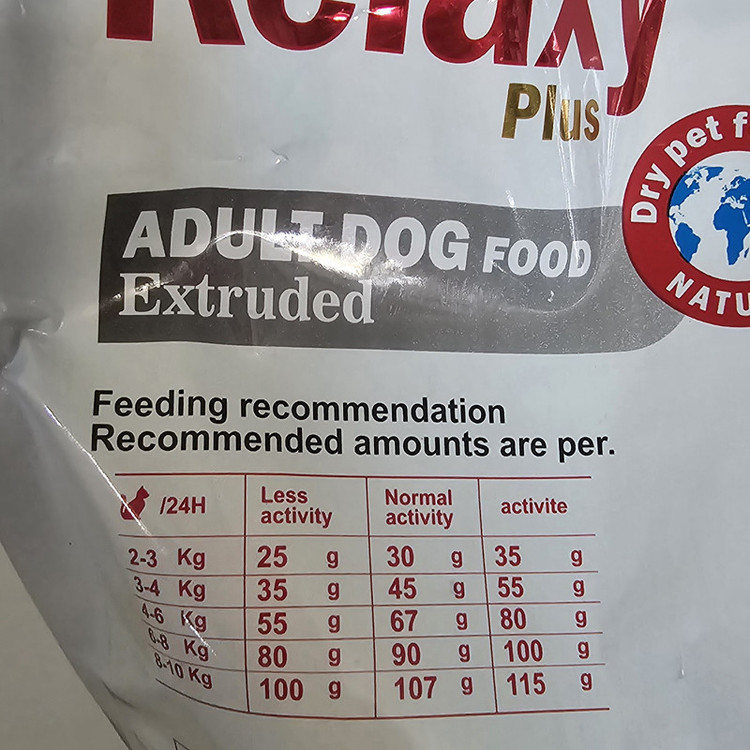 Relaxy
Plus
Dry pet f
NATU
ADULT DOG FOOD
Extruded
Feeding recommendation
Recommended amounts are per.
/24H Less activity Normal activity activite
2-3 Kg 25 g 30 g 35 g
3-4 Kg 35 g 45 g 55 g
4-6 Kg 55 g 67 g 80 g
6-8 Kg 80 g 90 g 100 g
8-10 Kg 100 g 107 g 115 g